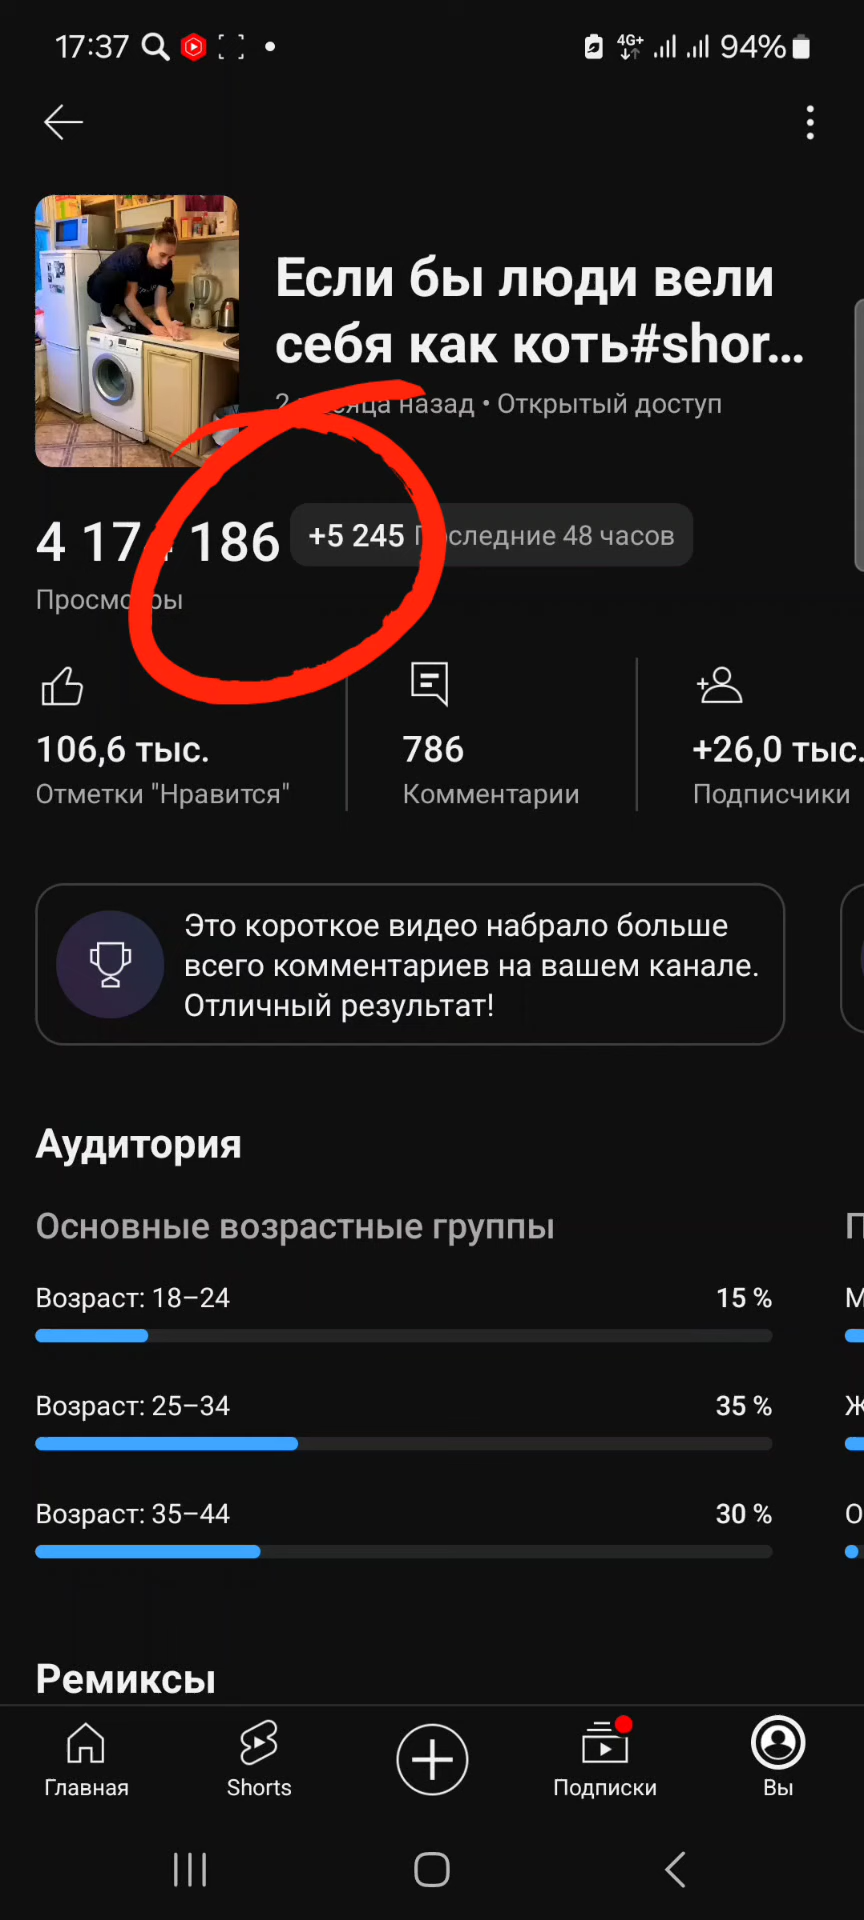 17:37 4G+ 94%
Если бы люди вели
себя как коть#shor...
назад • Открытый доступ
186 +5 245 48 часов
106,6 тыс. 786 +26,0 тыс.
Отметки "Нравится" Комментарии Подписчики
Это короткое видео набрало больше
всего комментариев на вашем канале.
Отличный результат!
Аудитория
Основные возрастные группы
Возраст: 18–24 15 %
Возраст: 25–34 35 %
Возраст: 35–44 30 %
Ремиксы
Главная Shorts Подписки Вы